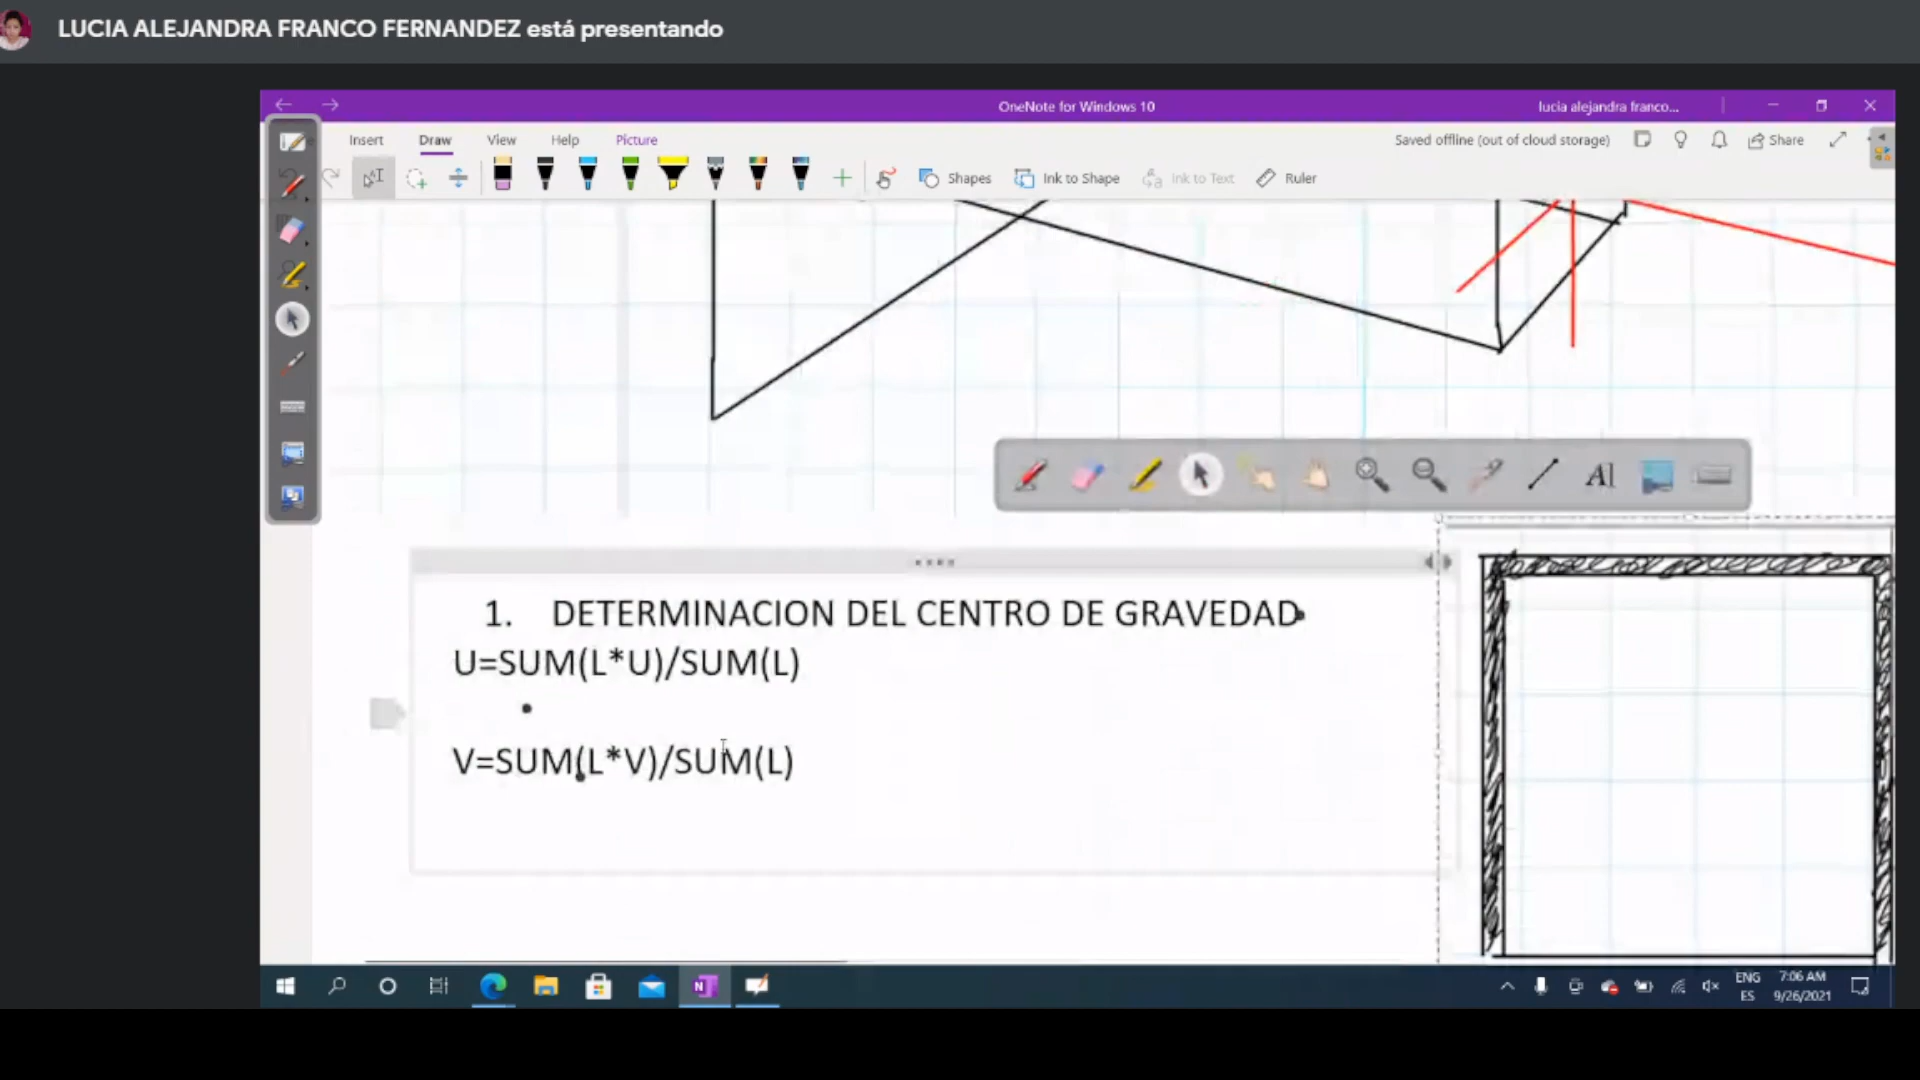 LUCIA ALEJANDRA FRANCO FERNANDEZ está presentando
OneNote for Windows 10
lucia alejandra franco...
Insert
Draw
View
Help
Picture
Saved offline (out of cloud storage)
Share
Shapes
Ink to Shape
Ink to Text
Ruler
1. DETERMINACION DEL CENTRO DE GRAVEDAD
U=SUM(L*U)/SUM(L)
V=SUM(L*V)/SUM(L)
ENG
ES
7:06 AM
9/26/2021